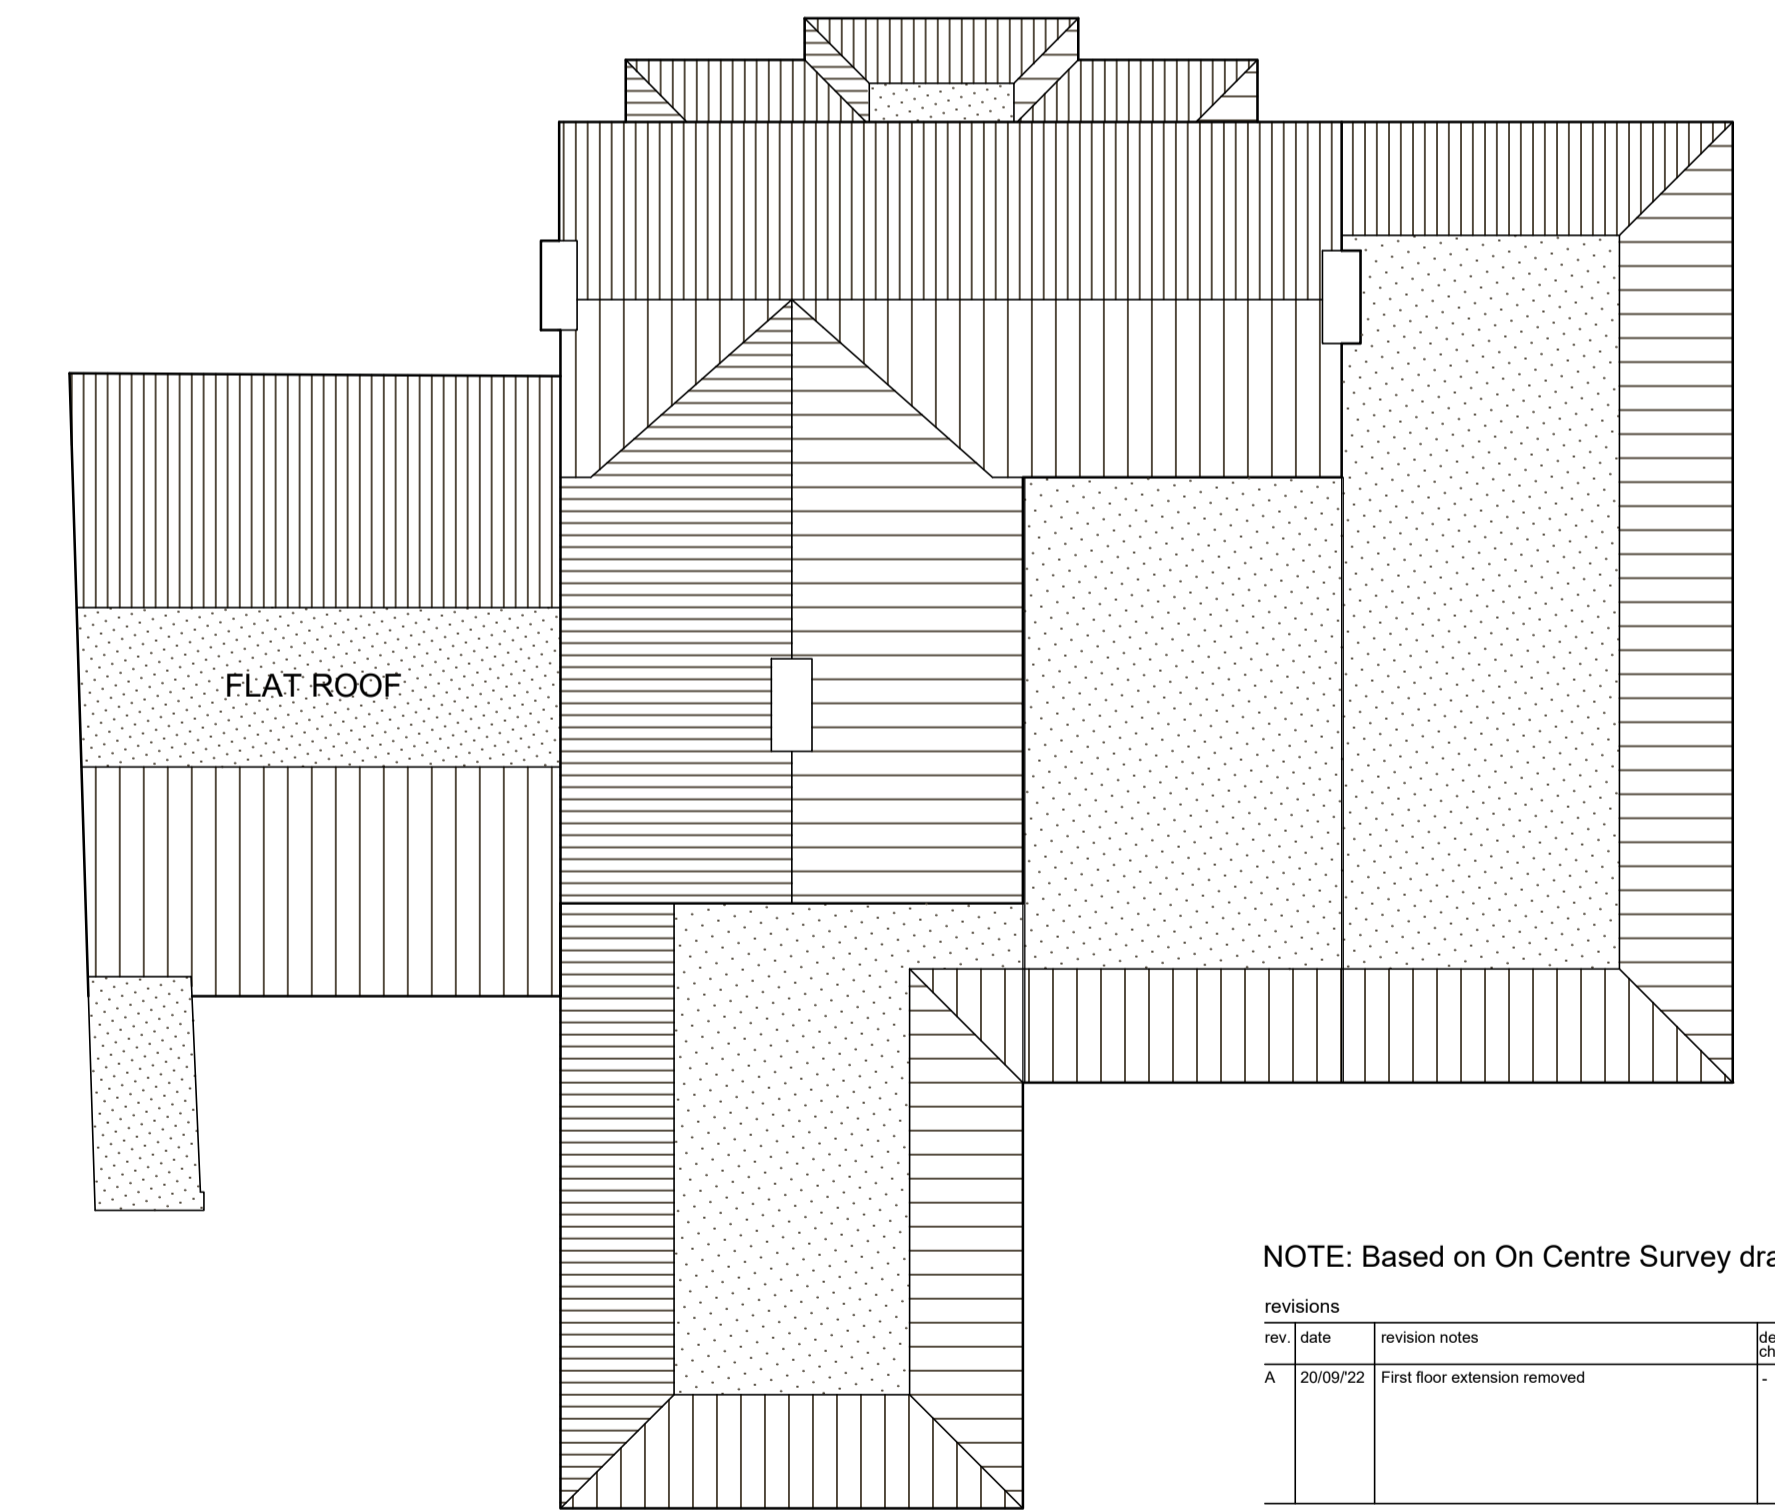 FLAT ROOF
NOTE: Based on On Centre Survey
revisions
rev. date revision notes
A 20/09/'22 First floor extension removed -